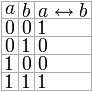 a b a ↔ b
0 0 1
0 1 0
1 0 0
1 1 1